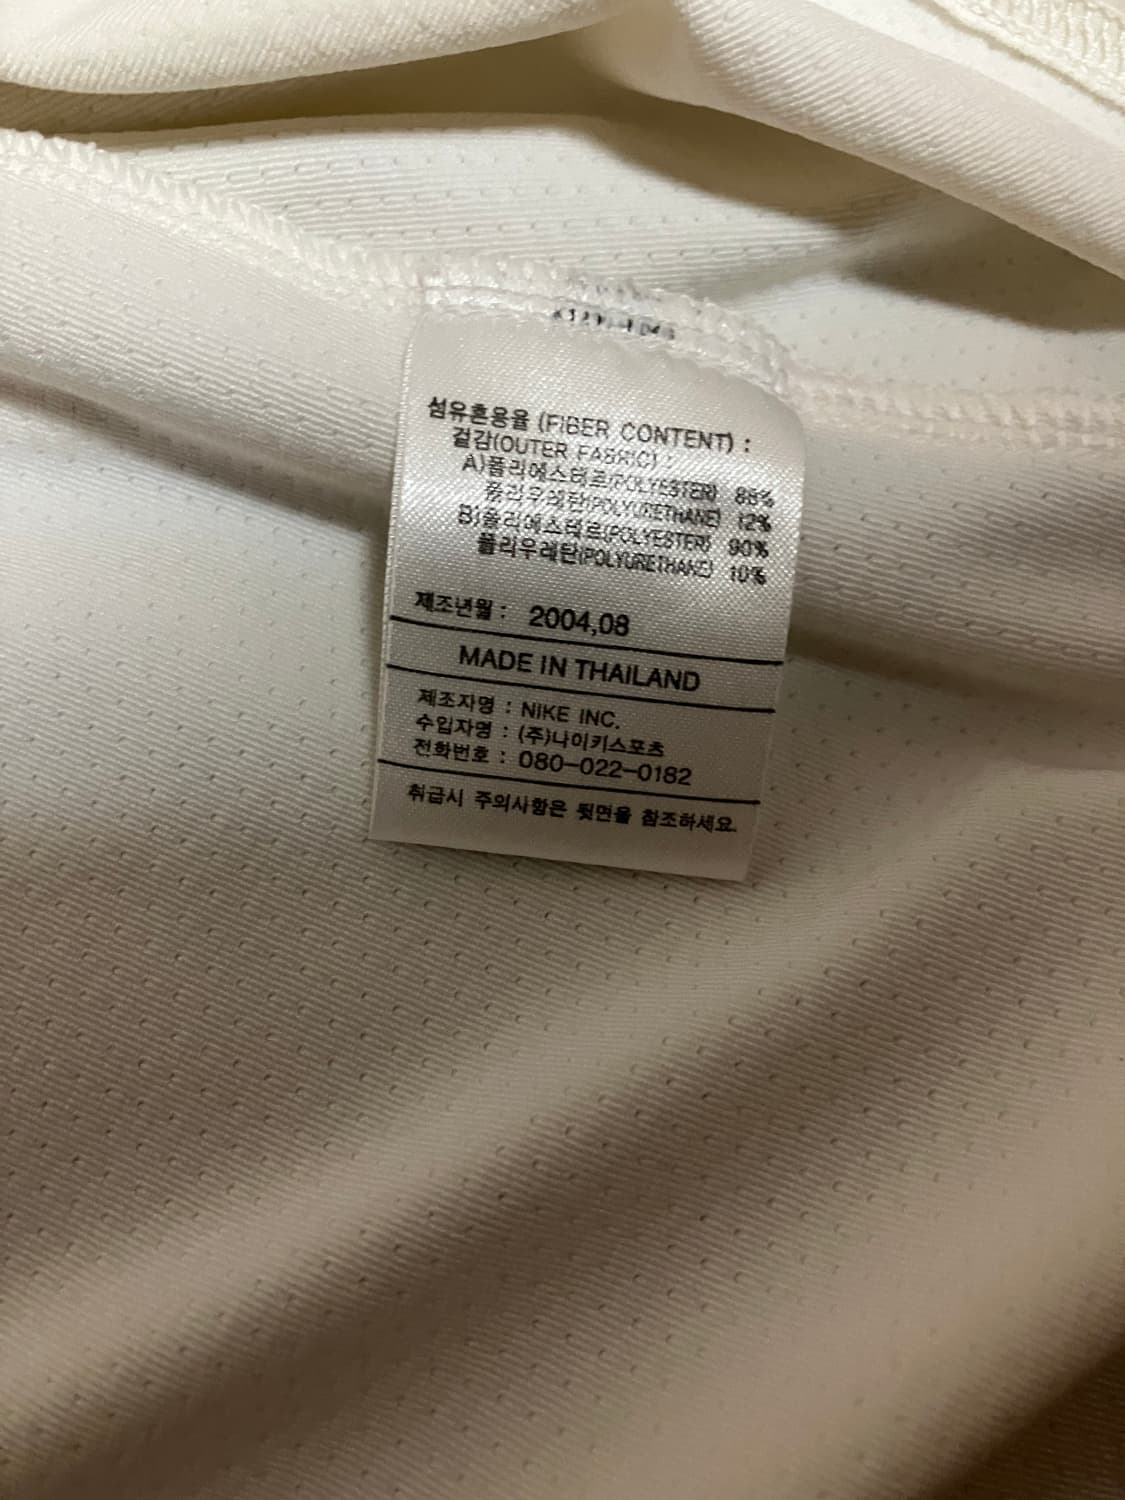 섬유혼용율 (FIBER CONTENT) :
겉감(OUTER FABRIC) :
A)폴리에스테르(POLYESTER) 88%
폴리우레탄(POLYURETHANE) 12%
B)폴리에스테르(POLYESTER) 90%
폴리우레탄(POLYURETHANE) 10%
제조년월 : 2004,08
MADE IN THAILAND
제조자명 : NIKE INC.
수입자명 : (주)나이키스포츠
전화번호 : 080-022-0182
취급시 주의사항은 뒷면을 참조하세요.